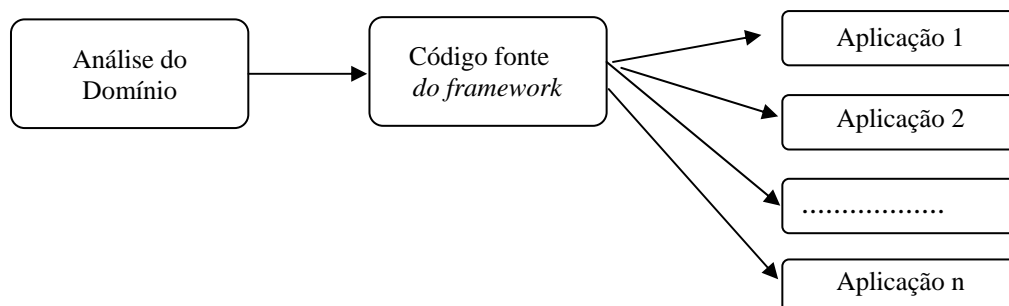 Análise do
Domínio
Código fonte
do framework
Aplicação 1
Aplicação 2
..................
Aplicação n